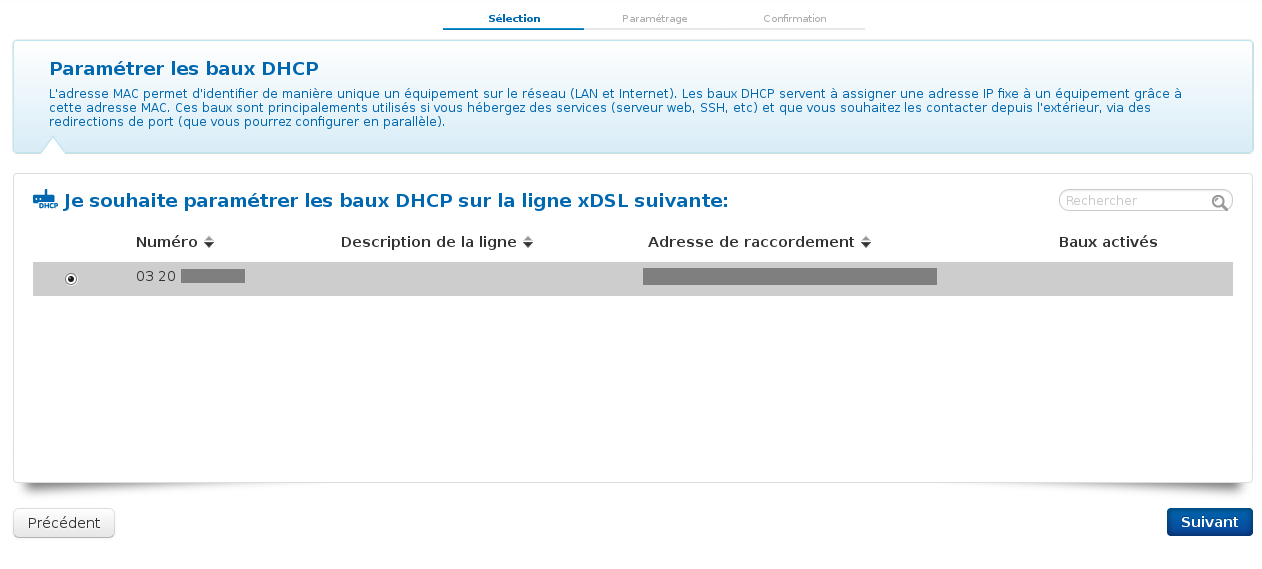 Sélection Paramétrage Confirmation
Paramétrer les baux DHCP
L'adresse MAC permet d'identifier de manière unique un équipement sur le réseau (LAN et Internet). Les baux DHCP servent à assigner une adresse IP fixe à un équipement grâce à
cette adresse MAC. Ces baux sont principalements utilisés si vous hébergez des services (serveur web, SSH, etc) et que vous souhaitez les contacter depuis l'extérieur, via des
redirections de port (que vous pourrez configurer en parallèle).
DHCP Je souhaite paramétrer les baux DHCP sur la ligne xDSL suivante: Rechercher
Numéro Description de la ligne Adresse de raccordement Baux activés
03 20
Précédent Suivant